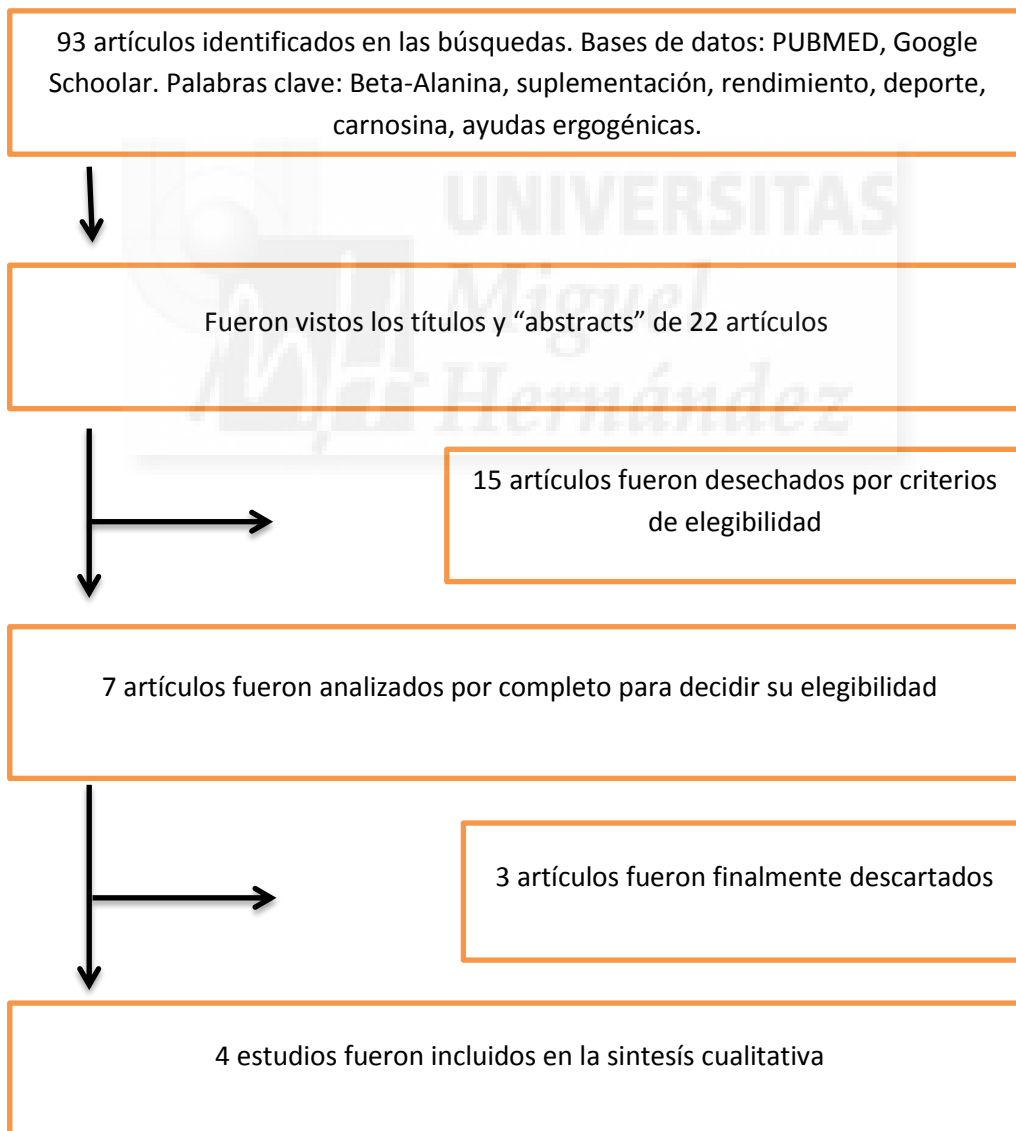 93 artículos identificados en las búsquedas. Bases de datos: PUBMED, Google
Schoolar. Palabras clave: Beta-Alanina, suplementación, rendimiento, deporte,
carnosina, ayudas ergogénicas.
UNIVERSITAS
Miguel
Hernández
Fueron vistos los títulos y “abstracts” de 22 artículos
15 artículos fueron desechados por criterios
de elegibilidad
7 artículos fueron analizados por completo para decidir su elegibilidad
3 artículos fueron finalmente descartados
4 estudios fueron incluidos en la sintesís cualitativa